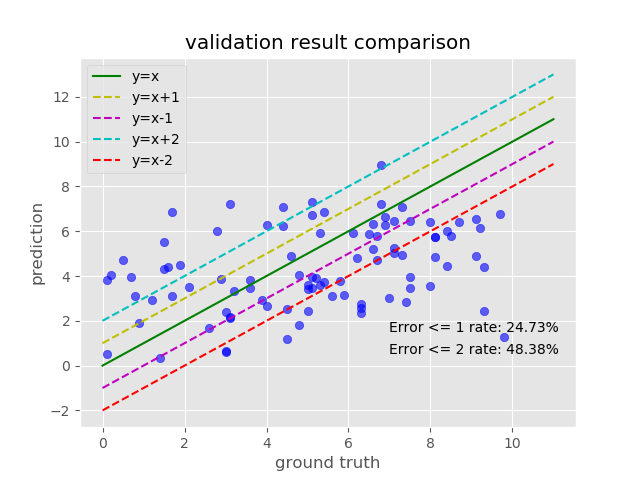 validation result comparison
y=x
y=x+1
y=x-1
y=x+2
y=x-2
12
10
8
6
4
2
0
−2
prediction
Error <= 1 rate: 24.73%
Error <= 2 rate: 48.38%
0
2
4
6
8
10
ground truth